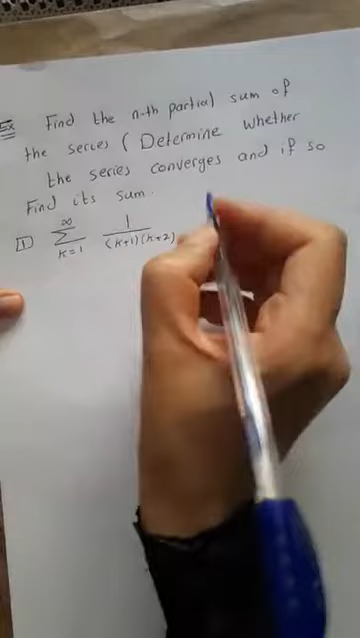 Ex Find the n-th partial sum of
the series ( Determine whether
the series converges and if so
Find its sum.
1 ∞ ∑ k=1 1/(k+1)(k+2)